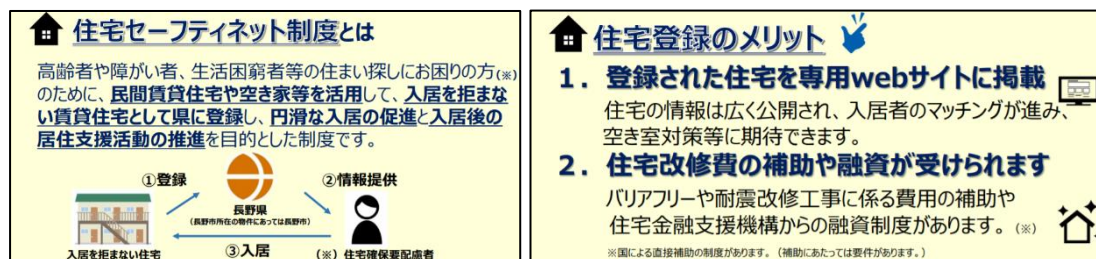 住宅セーフティネット制度とは
高齢者や障がい者、生活困窮者等の住まい探しにお困りの方(※)
のために、民間賃貸住宅や空き家等を活用して、入居を拒まな
い賃貸住宅として県に登録し、円滑な入居の促進と入居後の
居住支援活動の推進を目的とした制度です。
①登録
②情報提供
長野県
(長野市所在の物件にあっては長野市)
③入居
入居を拒まない住宅
(※) 住宅確保要配慮者
住宅登録のメリット
1. 登録された住宅を専用webサイトに掲載
住宅の情報は広く公開され、入居者のマッチングが進み、
空き室対策等に期待できます。
2. 住宅改修費の補助や融資が受けられます
バリアフリーや耐震改修工事に係る費用の補助や
住宅金融支援機構からの融資制度があります。(※)
※国による直接補助の制度があります。(補助にあたっては要件があります。)